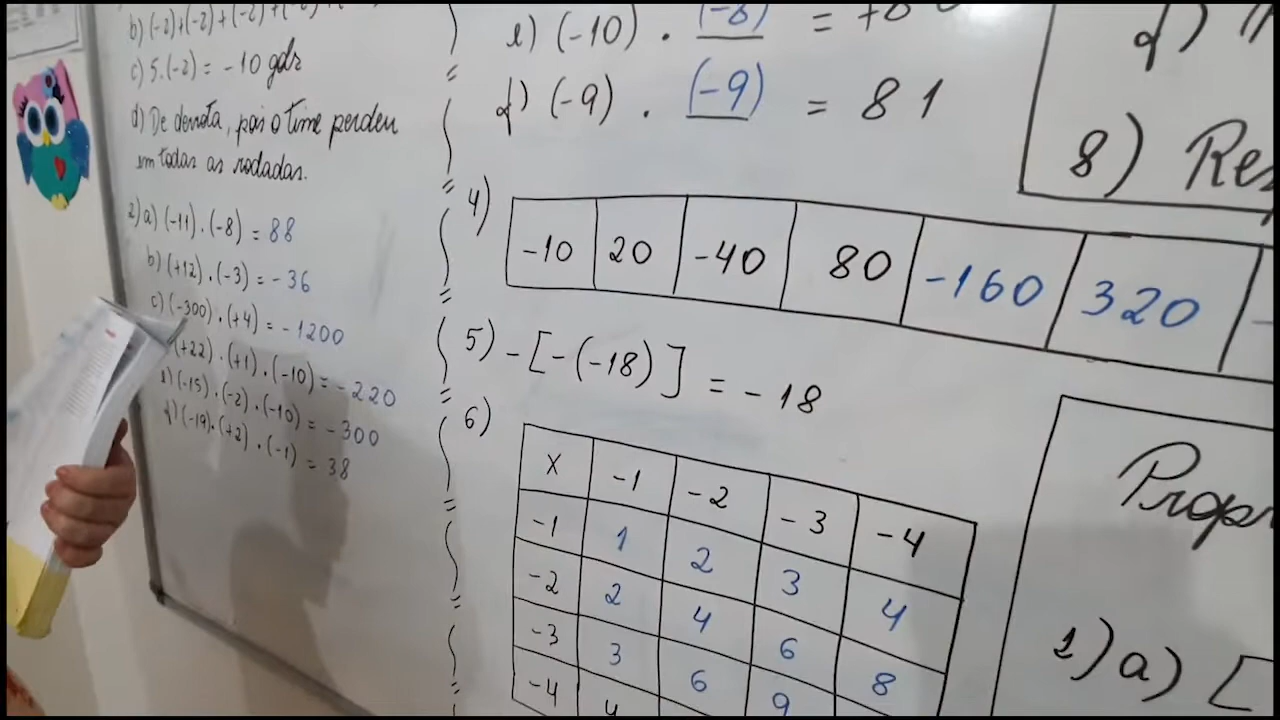 b) (-2)+(-2)+(-2)+(-2)
c) 5.(-2) = -10 gols
d) De derrota, pois o time perdeu
em todas as rodadas.
2) a) (-11).(-8) = 88
b) (+12).(-3) = -36
c) (-300).(+4) = -1200
(+22).(+1).(-10) = -220
e) (-15).(-2).(-10) = -300
f) (-19).(+2).(-1) = 38
e) (-10) . (-8) =
f) (-9) . (-9) = 81
4) -10 20 -40 80 -160 320
5) -[-(-18)] = -18
6)
x -1 -2 -3 -4
-1 1 2 3 4
-2 2 4 6 8
-3 3 6 9
-4 4
8)
1) a) [